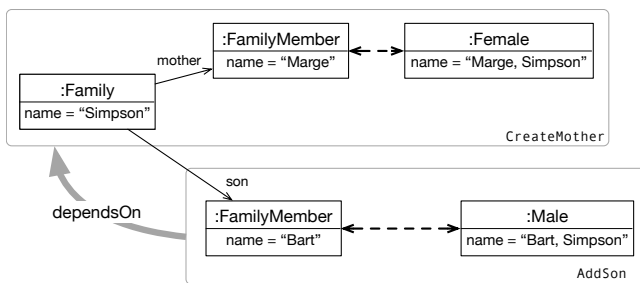 :FamilyMember
name = “Marge”
:Female
name = “Marge, Simpson”
mother
:Family
name = “Simpson”
CreateMother
son
dependsOn
:FamilyMember
name = “Bart”
:Male
name = “Bart, Simpson”
AddSon